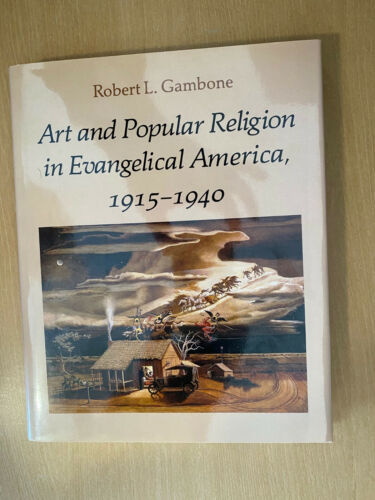 Robert L. Gambone
Art and Popular Religion
in Evangelical America,
1915–1940